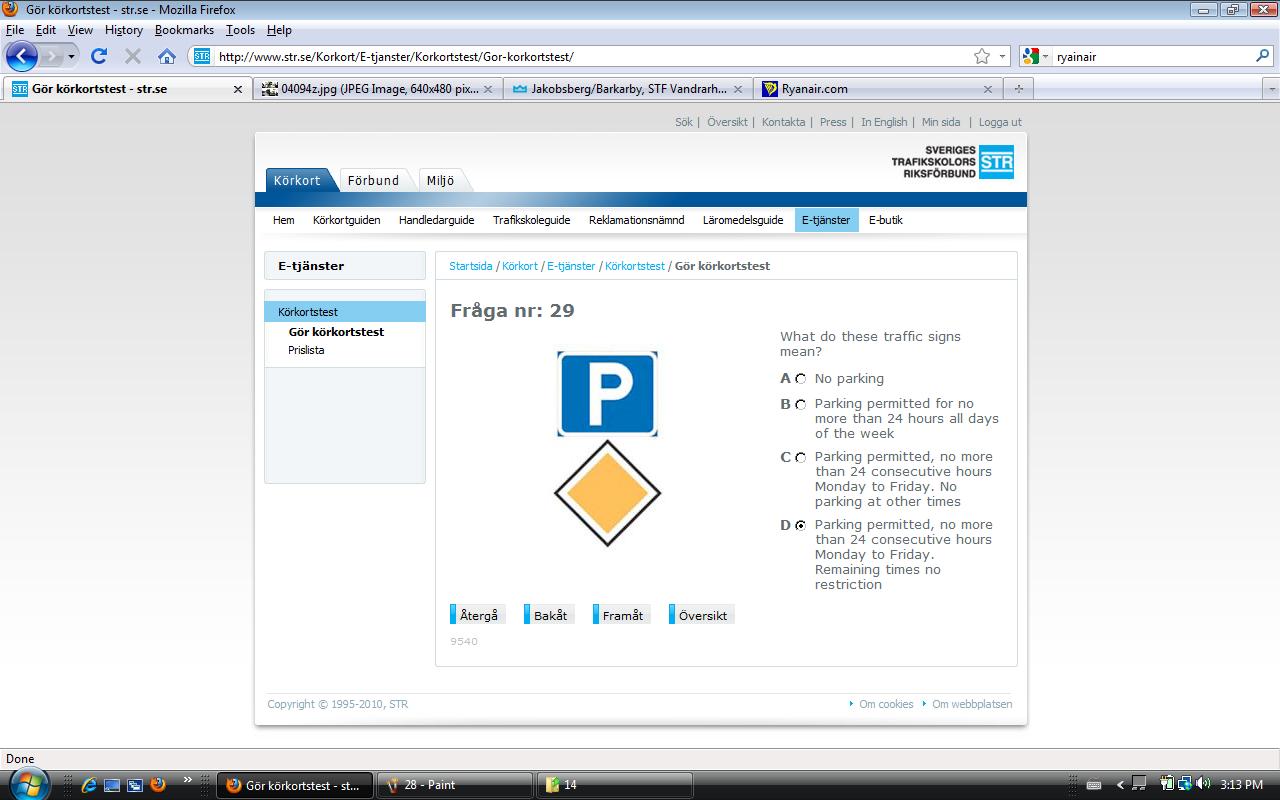 Gör körkortstest - str.se - Mozilla Firefox
File Edit View History Bookmarks Tools Help
STR http://www.str.se/Korkort/E-tjanster/Korkortstest/Gor-korkortstest/ ryainair
STR Gör körkortstest - str.se 04094z.jpg (JPEG Image, 640x480 pix... Jakobsberg/Barkarby, STF Vandrarh... Ryanair.com
Sök | Översikt | Kontakta | Press | In English | Min sida | Logga ut
SVERIGES
TRAFIKSKOLORS
RIKSFÖRBUND
STR
Körkort Förbund Miljö
Hem Körkortguiden Handledarguide Trafikskoleguide Reklamationsnämnd Läromedelsguide E-tjänster E-butik
E-tjänster
Körkortstest
Gör körkortstest
Prislista
Startsida / Körkort / E-tjänster / Körkortstest / Gör körkortstest
Fråga nr: 29
P
What do these traffic signs
mean?
A No parking
B Parking permitted for no
more than 24 hours all days
of the week
C Parking permitted, no more
than 24 consecutive hours
Monday to Friday. No
parking at other times
D Parking permitted, no more
than 24 consecutive hours
Monday to Friday.
Remaining times no
restriction
Återgå Bakåt Framåt Översikt
9540
Copyright © 1995-2010, STR Om cookies Om webbplatsen
Done
Gör körkortstest - st... 28 - Paint 14 3:13 PM